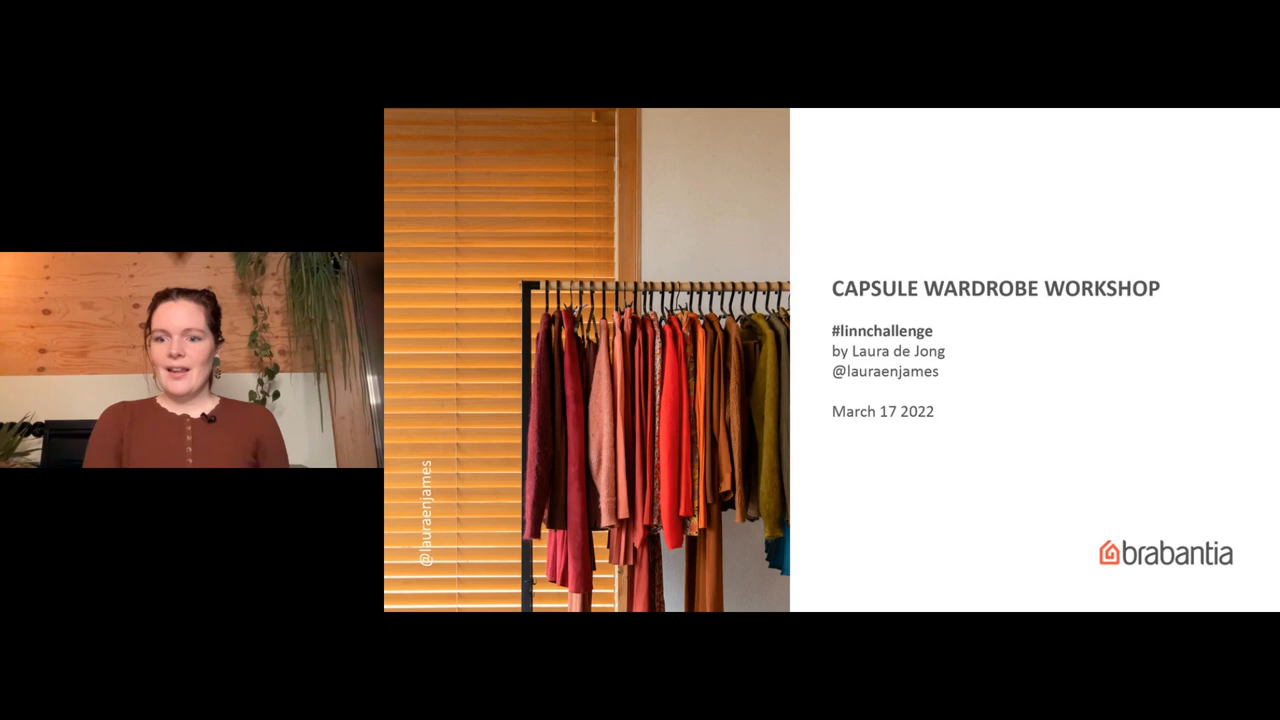 @lauraenjames
CAPSULE WARDROBE WORKSHOP
#linnchallenge
by Laura de Jong
@lauraenjames
March 17 2022
brabantia